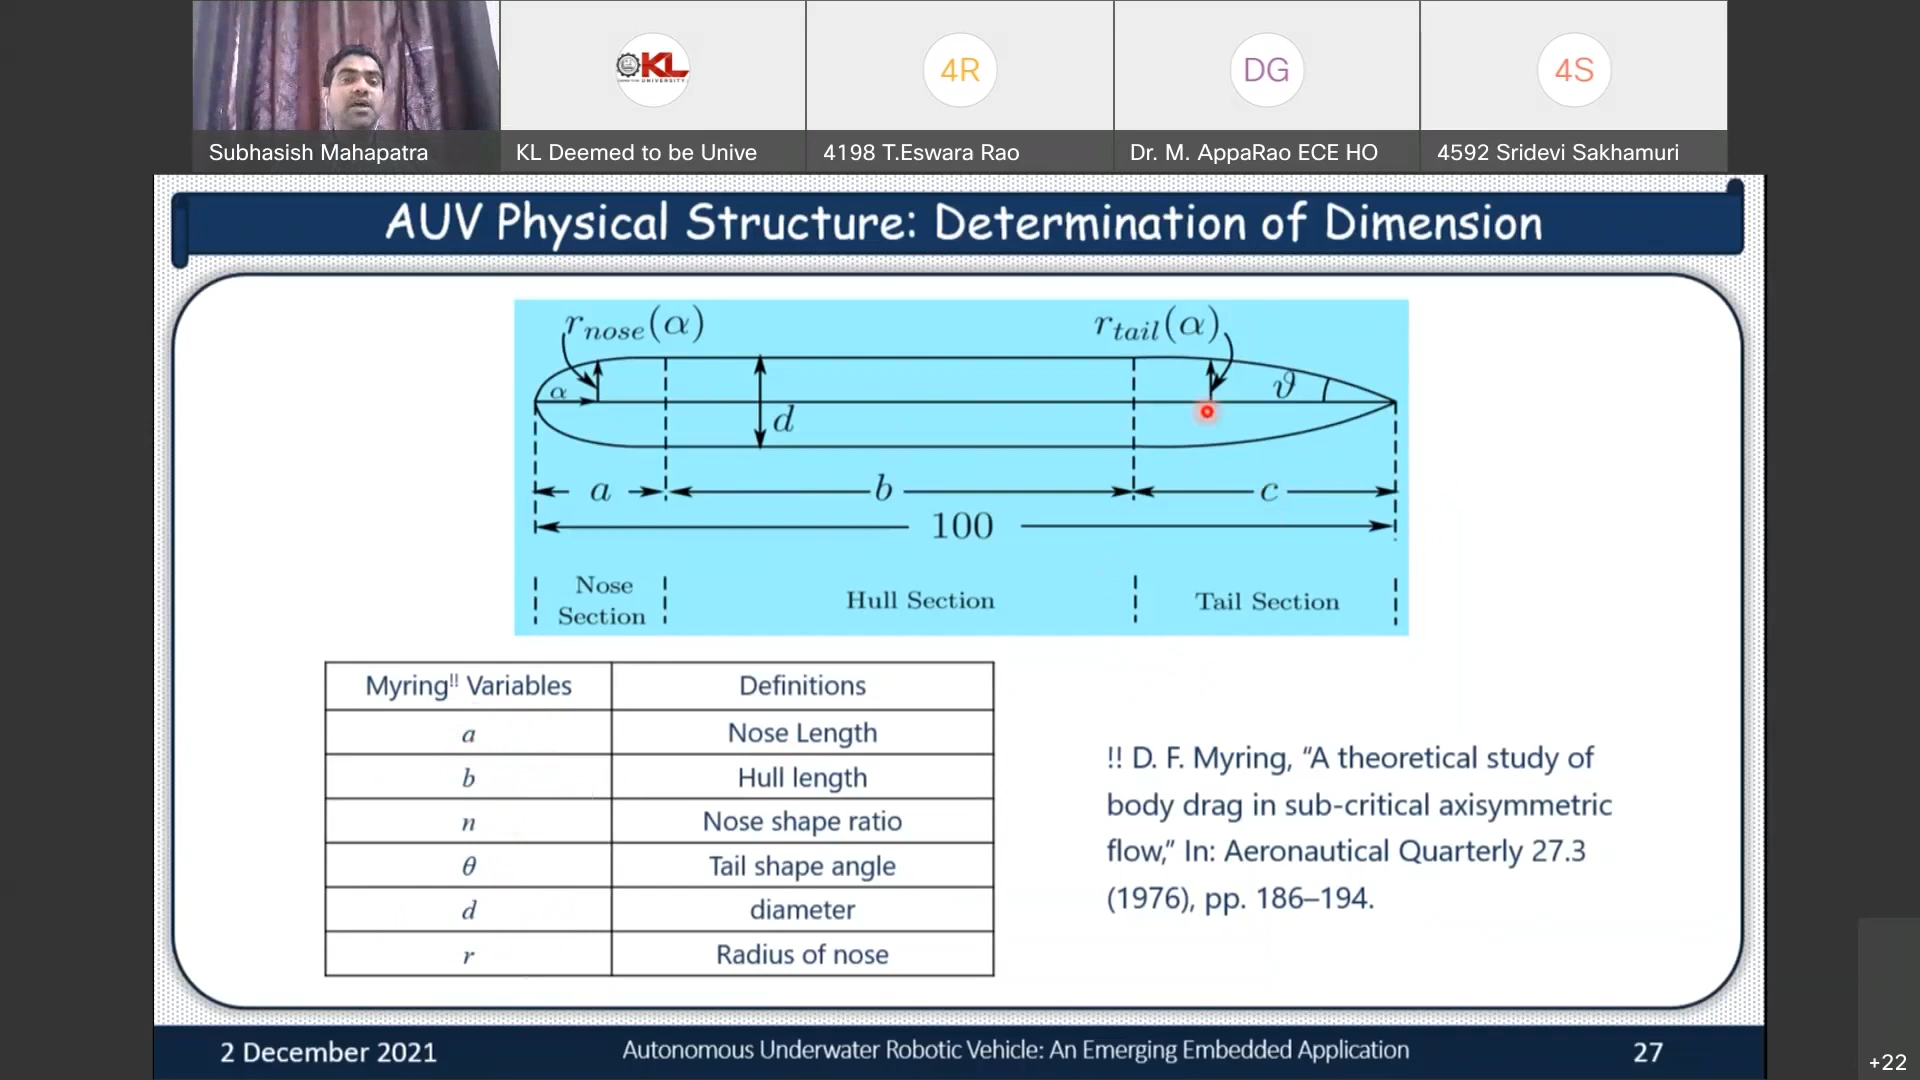 KL
UNIVERSITY
4R
DG
4S
Subhasish Mahapatra
KL Deemed to be Unive
4198 T.Eswara Rao
Dr. M. AppaRao ECE HO
4592 Sridevi Sakhamuri
AUV Physical Structure: Determination of Dimension
r_nose(α)
r_tail(α)
α
ϑ
d
a
b
c
100
Nose
Section
Hull Section
Tail Section
Myring!! Variables Definitions
a Nose Length
b Hull length
n Nose shape ratio
θ Tail shape angle
d diameter
r Radius of nose
!! D. F. Myring, “A theoretical study of
body drag in sub-critical axisymmetric
flow,” In: Aeronautical Quarterly 27.3
(1976), pp. 186–194.
2 December 2021
Autonomous Underwater Robotic Vehicle: An Emerging Embedded Application
27
+22